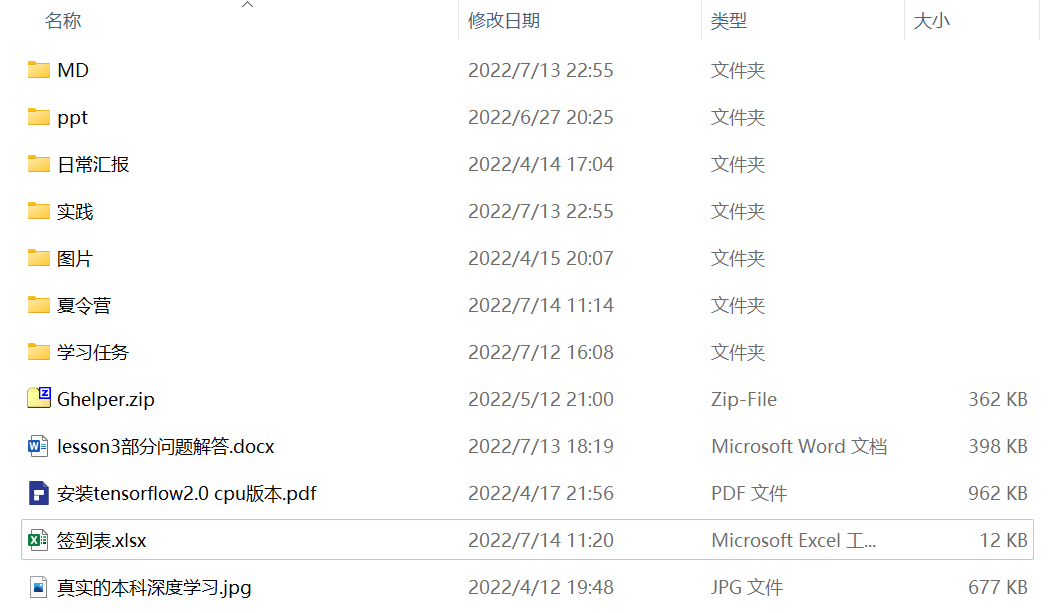 名称 修改日期 类型 大小
MD 2022/7/13 22:55 文件夹
ppt 2022/6/27 20:25 文件夹
日常汇报 2022/4/14 17:04 文件夹
实践 2022/7/13 22:55 文件夹
图片 2022/4/15 20:07 文件夹
夏令营 2022/7/14 11:14 文件夹
学习任务 2022/7/12 16:08 文件夹
Ghelper.zip 2022/5/12 21:00 Zip-File 362 KB
lesson3部分问题解答.docx 2022/7/13 18:19 Microsoft Word 文档 398 KB
安装tensorflow2.0 cpu版本.pdf 2022/4/17 21:56 PDF 文件 962 KB
签到表.xlsx 2022/7/14 11:20 Microsoft Excel 工... 12 KB
真实的本科深度学习.jpg 2022/4/12 19:48 JPG 文件 677 KB